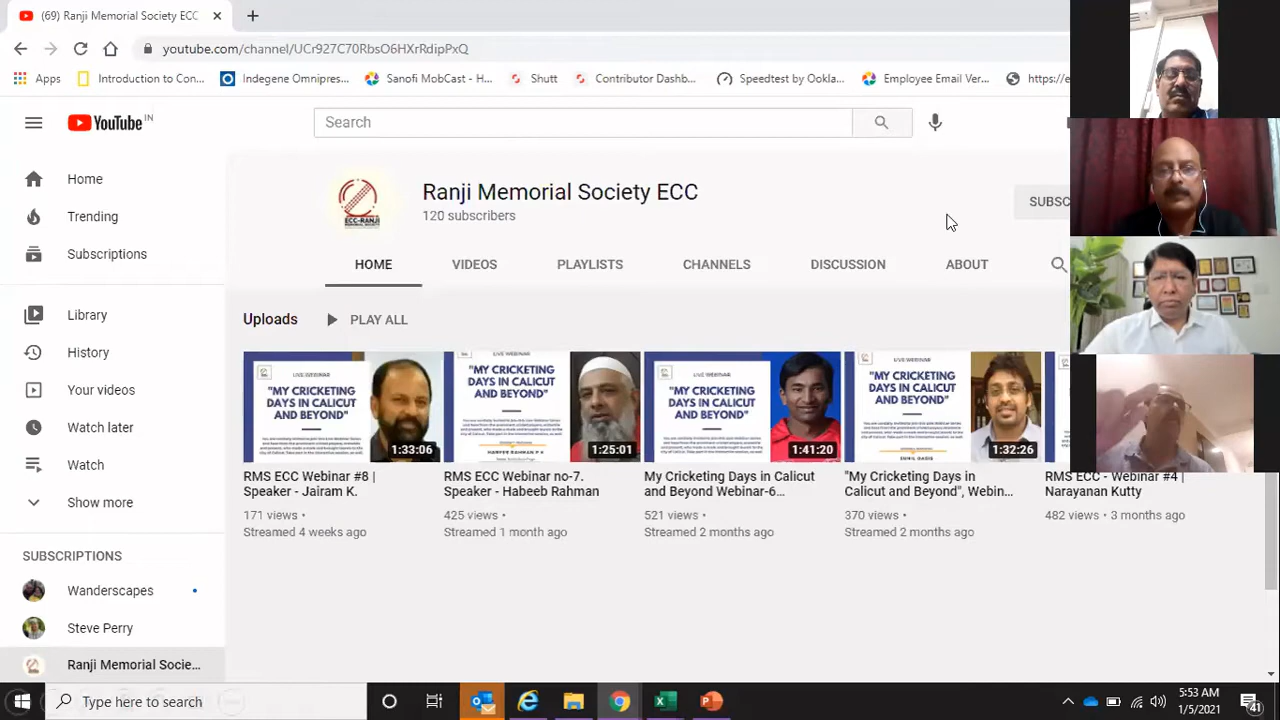 (69) Ranji Memorial Society ECC
youtube.com/channel/UCr927C70RbsO6HXrRdipPxQ
Apps
Introduction to Con...
Indegene Omnipres...
Sanofi MobCast - H...
Shutt
Contributor Dashb...
Speedtest by Ookla...
Employee Email Ver...
YouTube IN
Search
Home
Trending
Subscriptions
Library
History
Your videos
Watch later
Watch
Show more
SUBSCRIPTIONS
Wanderscapes
Steve Perry
Ranji Memorial Socie...
ECC-RANJI
Ranji Memorial Society ECC
120 subscribers
SUBSC
HOME
VIDEOS
PLAYLISTS
CHANNELS
DISCUSSION
ABOUT
Uploads
PLAY ALL
LIVE WEBINAR
"MY CRICKETING
DAYS IN CALICUT
AND BEYOND"
1:33:06
RMS ECC Webinar #8 |
Speaker - Jairam K.
171 views •
Streamed 4 weeks ago
LIVE WEBINAR
"MY CRICKETING
DAYS IN CALICUT
AND BEYOND"
1:25:01
RMS ECC Webinar no-7.
Speaker - Habeeb Rahman
425 views •
Streamed 1 month ago
"MY CRICKETING
DAYS IN CALICUT
AND BEYOND"
1:41:20
My Cricketing Days in Calicut
and Beyond Webinar-6...
521 views •
Streamed 2 months ago
LIVE WEBINAR
"MY CRICKETING
DAYS IN CALICUT
AND BEYOND"
1:32:26
"My Cricketing Days in
Calicut and Beyond", Webin...
370 views •
Streamed 2 months ago
RMS ECC - Webinar #4 |
Narayanan Kutty
482 views • 3 months ago
Type here to search
5:53 AM
1/5/2021
41